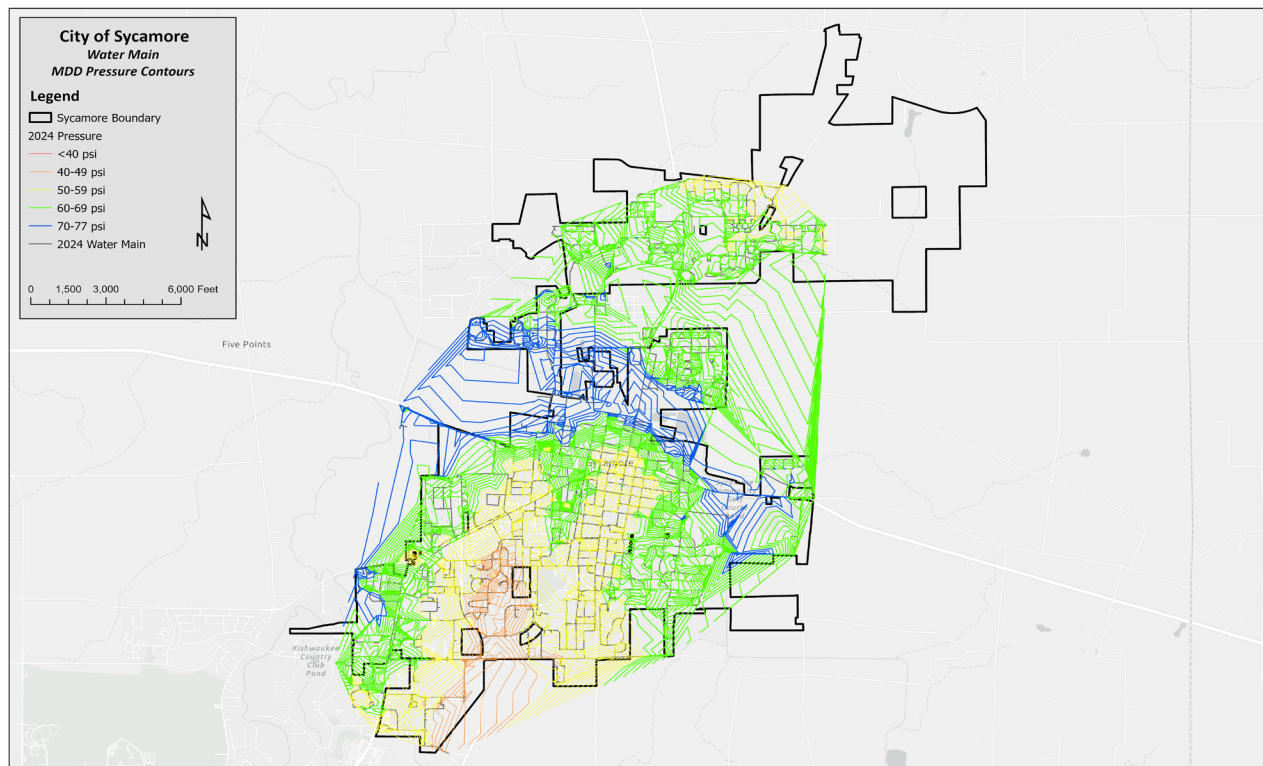 City of Sycamore
Water Main
MDD Pressure Contours
Legend
Sycamore Boundary
2024 Pressure
<40 psi
40-49 psi
50-59 psi
60-69 psi
70-77 psi
2024 Water Main
N
0 1,500 3,000 6,000 Feet
Five Points
Sycamore
Golf
Kishwaukee
Country
Club
Pond